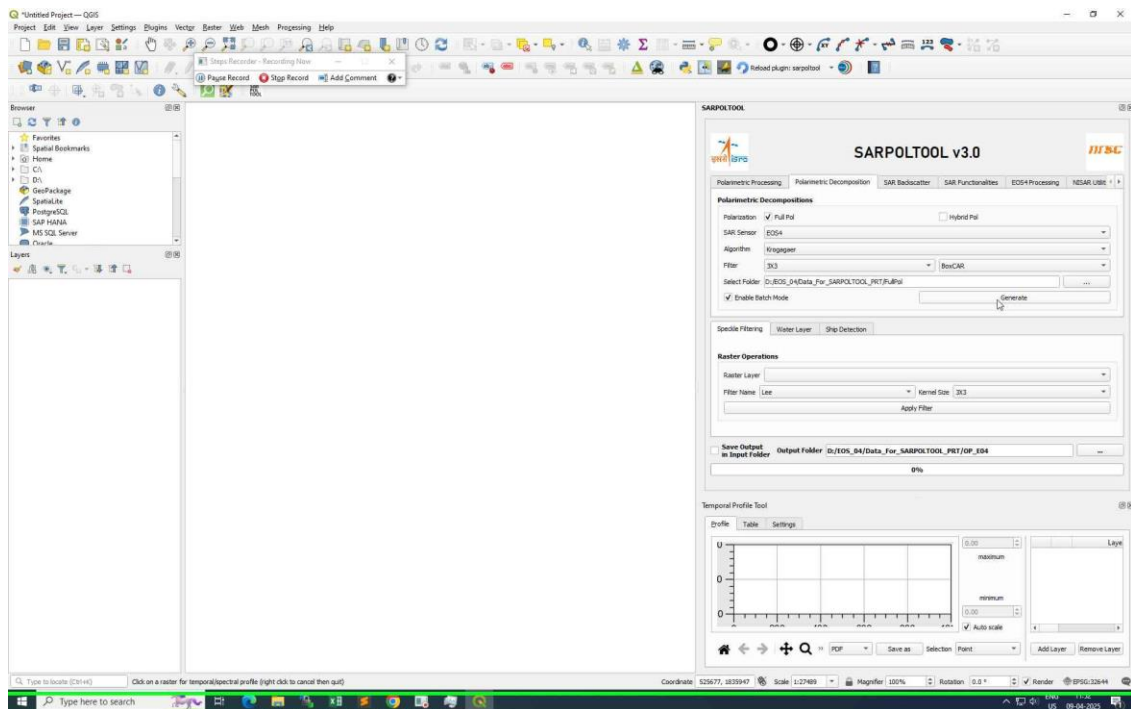 *Untitled Project — QGIS
Project Edit View Layer Settings Plugins Vector Raster Web Mesh Processing Help
Steps Recorder - Recording Now
Pause Record Stop Record Add Comment
Reload plugin: sarpoltool
Browser
Favorites
Spatial Bookmarks
Home
C:\
D:\
GeoPackage
SpatiaLite
PostgreSQL
SAP HANA
MS SQL Server
Oracle
Layers
SARPOLTOOL
इसरो isro
SARPOLTOOL v3.0
nrsc
Polarimetric Processing Polarimetric Decomposition SAR Backscatter SAR Functionalities EOS4 Processing NISAR Utilit
Polarimetric Decompositions
Polarization Full Pol Hybrid Pol
SAR Sensor EOS4
Algorithm Krogagaer
Filter 3X3 BoxCAR
Select Folder D:/EOS_04/Data_For_SARPOLTOOL_PRT/FullPol ...
Enable Batch Mode Generate
Speckle Filtering Water Layer Ship Detection
Raster Operations
Raster Layer
Filter Name Lee Kernel Size 3X3
Apply Filter
Save Output in Input Folder Output Folder D:/EOS_04/Data_For_SARPOLTOOL_PRT/OP_E04 ...
0%
Temporal Profile Tool
Profile Table Settings
0
0
0
0.00
maximum
minimum
0.00
Auto scale
Laye
PDF Save as Selection Point Add Layer Remove Layer
Type to locate (Ctrl+K) Click on a raster for temporal/spectral profile (right click to cancel then quit) Coordinate 525677, 1835947 Scale 1:27489 Magnifier 100% Rotation 0.0 ° Render EPSG:32644
Type here to search
ENG
US 09-04-2025